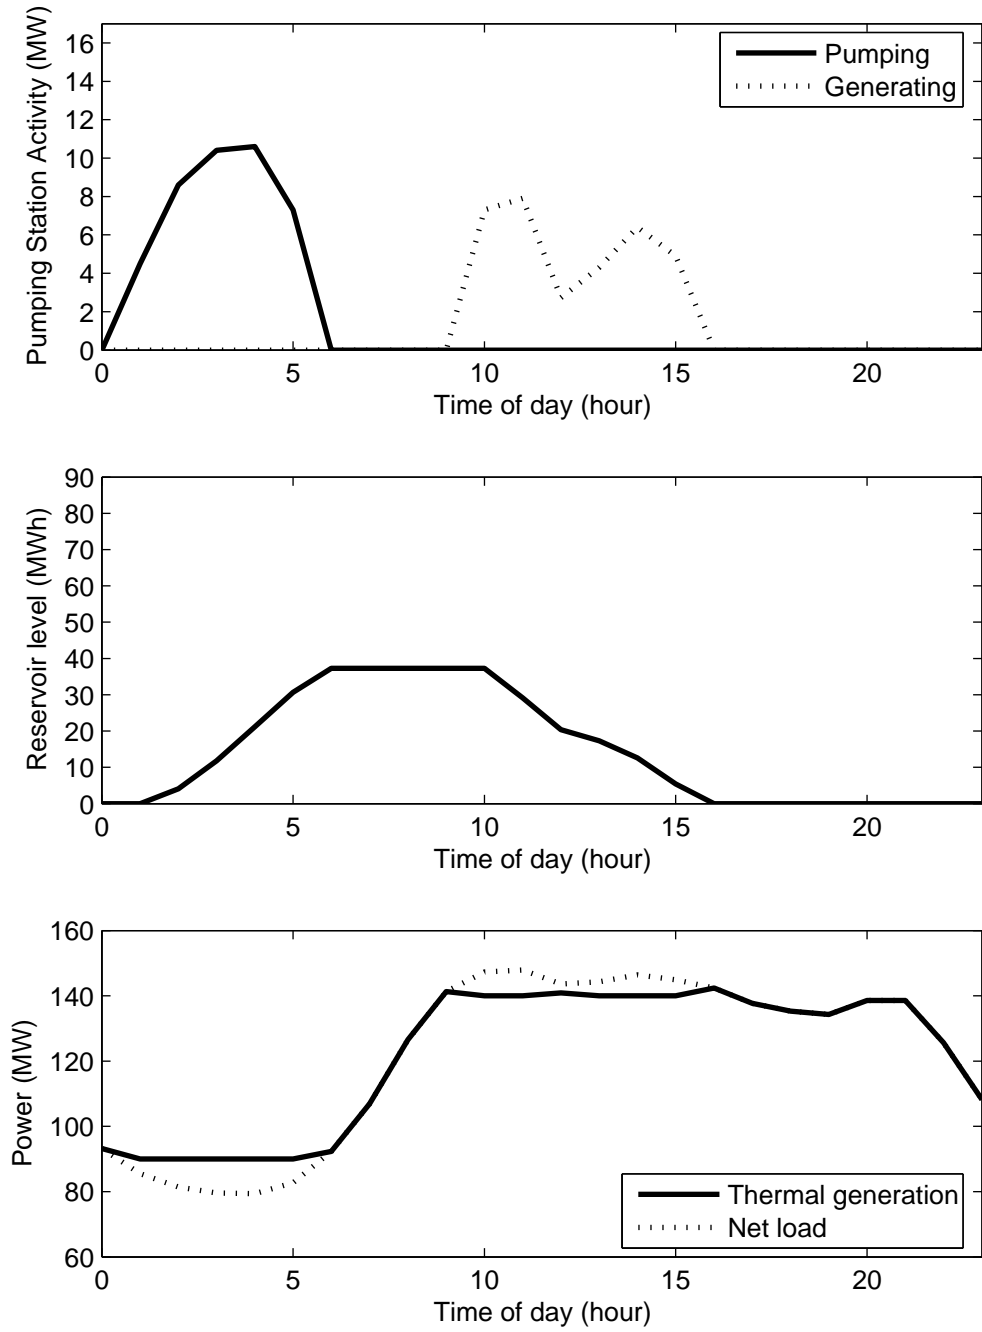 Pumping Station Activity (MW)
16
14
12
10
8
6
4
2
0
Pumping
Generating
0 5 10 15 20
Time of day (hour)
Reservoir level (MWh)
90
80
70
60
50
40
30
20
10
0
0 5 10 15 20
Time of day (hour)
Power (MW)
160
140
120
100
80
60
Thermal generation
Net load
0 5 10 15 20
Time of day (hour)